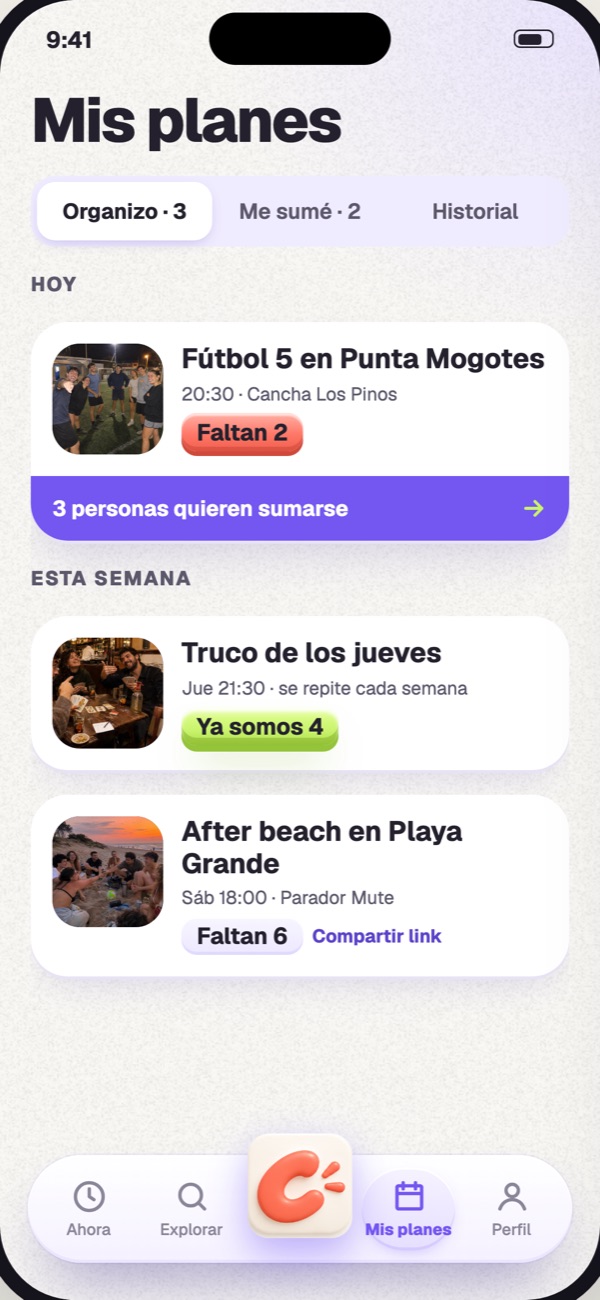 9:41
Mis planes
Organizo · 3
Me sumé · 2
Historial
HOY
Fútbol 5 en Punta Mogotes
20:30 · Cancha Los Pinos
Faltan 2
3 personas quieren sumarse →
ESTA SEMANA
Truco de los jueves
Jue 21:30 · se repite cada semana
Ya somos 4
After beach en Playa
Grande
Sáb 18:00 · Parador Mute
Faltan 6
Compartir link
Ahora
Explorar
C
Mis planes
Perfil